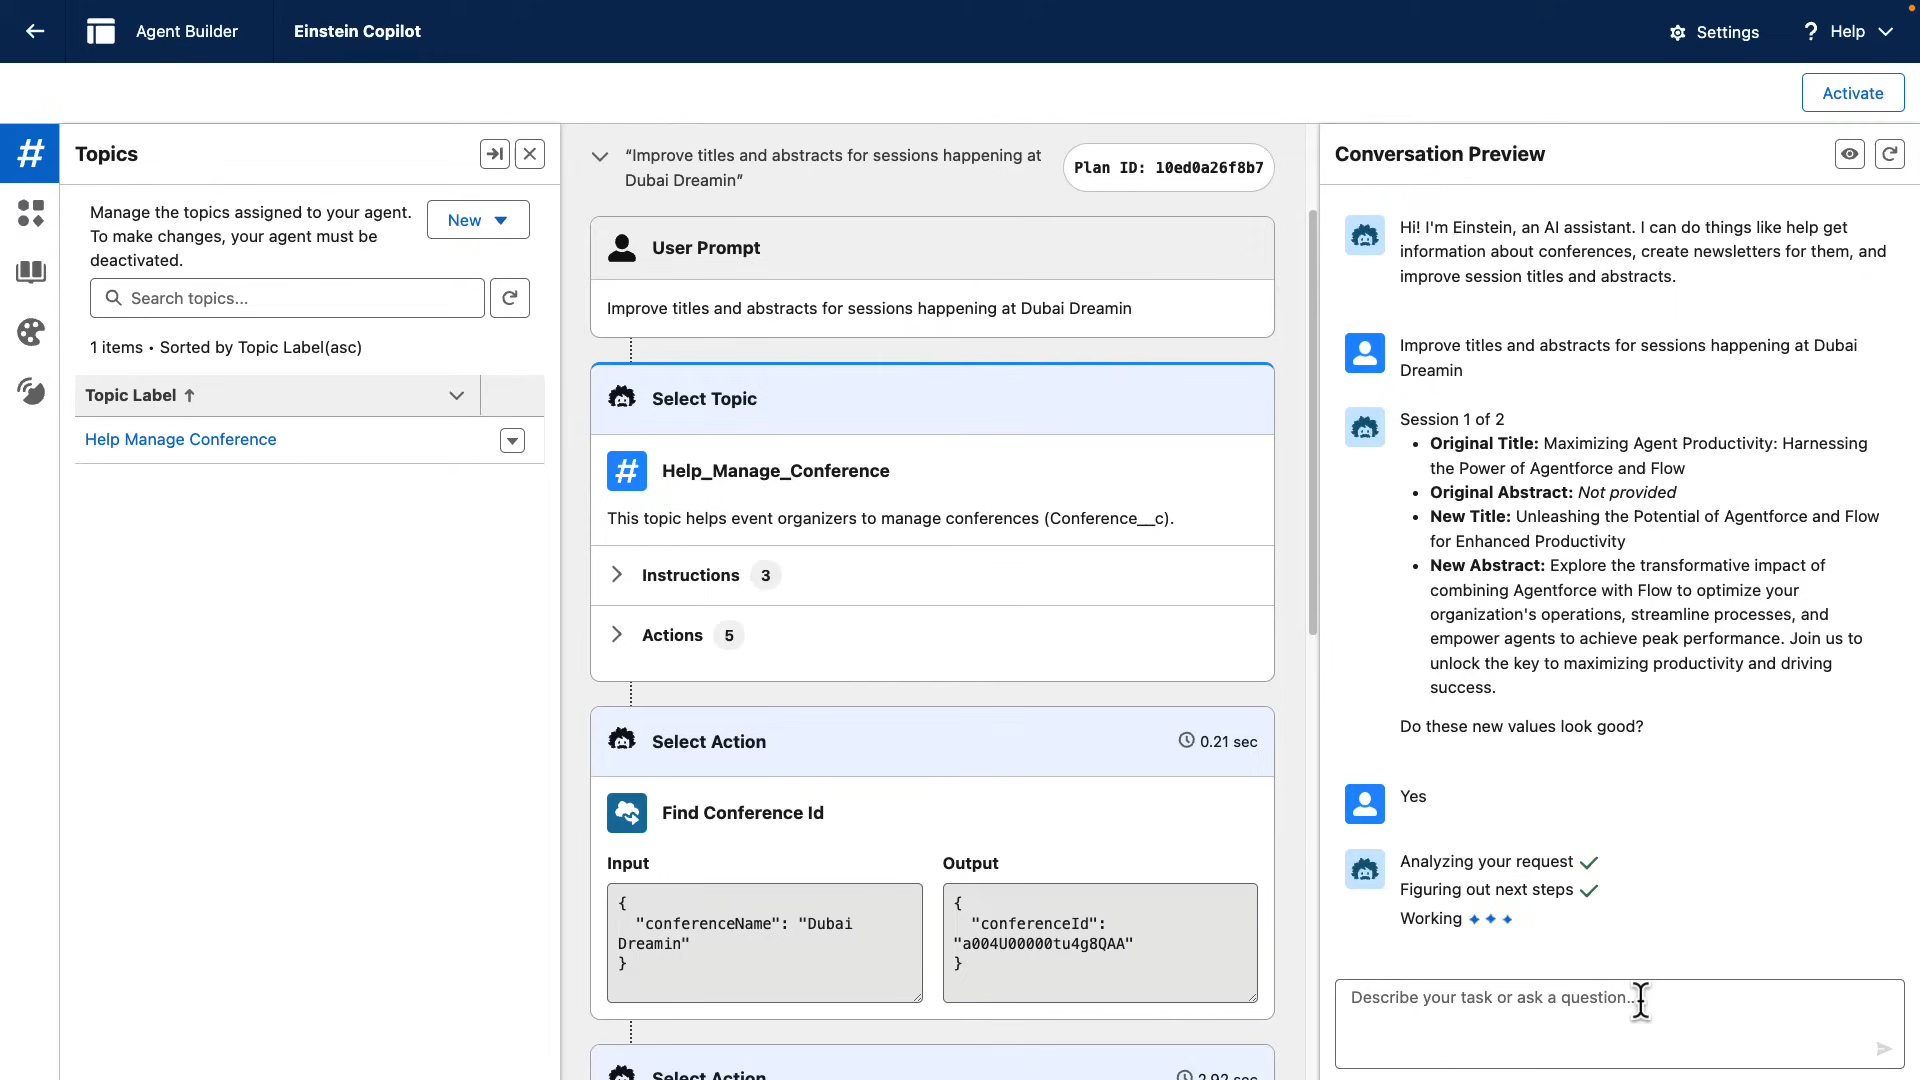 Agent Builder
Einstein Copilot
Settings
? Help
Activate
Topics
Manage the topics assigned to your agent.
To make changes, your agent must be
deactivated.
New
Search topics...
1 items • Sorted by Topic Label(asc)
Topic Label ↑
Help Manage Conference
“Improve titles and abstracts for sessions happening at
Dubai Dreamin”
Plan ID: 10ed0a26f8b7
User Prompt
Improve titles and abstracts for sessions happening at Dubai Dreamin
Select Topic
# Help_Manage_Conference
This topic helps event organizers to manage conferences (Conference__c).
Instructions 3
Actions 5
Select Action
0.21 sec
Find Conference Id
Input
{
"conferenceName": "Dubai
Dreamin"
}
Output
{
"conferenceId":
"a004U00000tu4g8QAA"
}
Select Action
2.92 sec
Conversation Preview
Hi! I'm Einstein, an AI assistant. I can do things like help get
information about conferences, create newsletters for them, and
improve session titles and abstracts.
Improve titles and abstracts for sessions happening at Dubai
Dreamin
Session 1 of 2
• Original Title: Maximizing Agent Productivity: Harnessing
the Power of Agentforce and Flow
• Original Abstract: Not provided
• New Title: Unleashing the Potential of Agentforce and Flow
for Enhanced Productivity
• New Abstract: Explore the transformative impact of
combining Agentforce with Flow to optimize your
organization's operations, streamline processes, and
empower agents to achieve peak performance. Join us to
unlock the key to maximizing productivity and driving
success.
Do these new values look good?
Yes
Analyzing your request ✓
Figuring out next steps ✓
Working
Describe your task or ask a question...